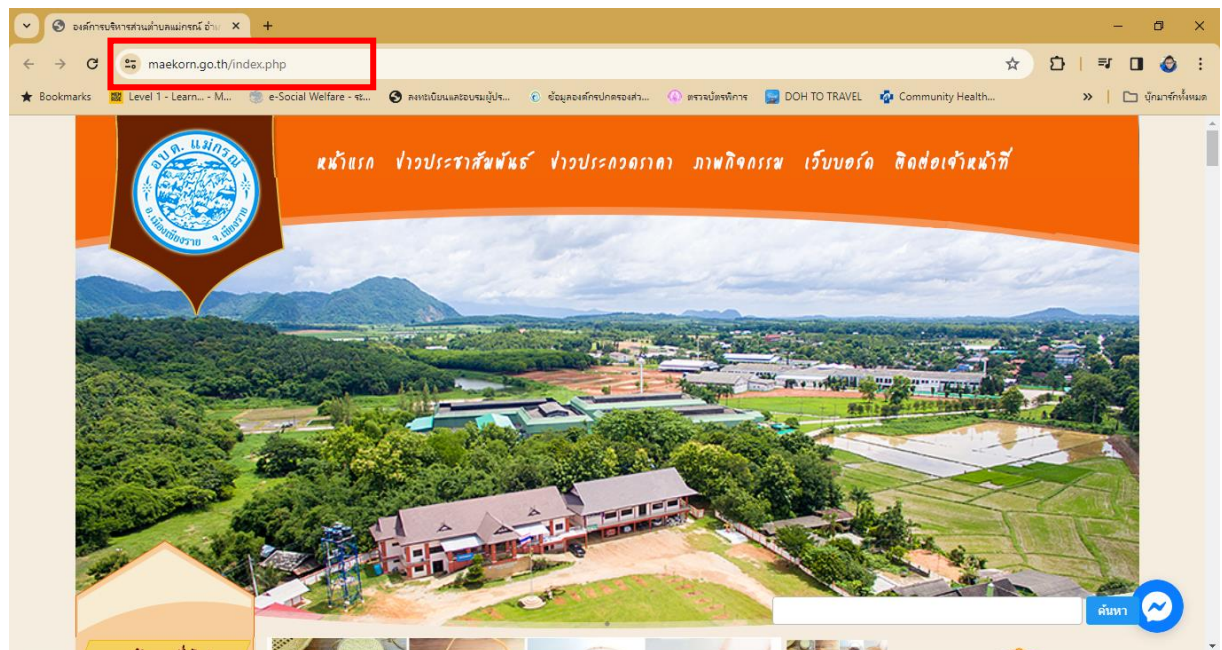 องค์การบริหารส่วนตำบลแม่กรณ์ อำเ
maekorn.go.th/index.php
Bookmarks Level 1 - Learn... - M... e-Social Welfare - ระ... ลงทะเบียนและอบรมผู้ประ... ข้อมูลองค์กรปกครองส่ว... ตรวจบัตรพิการ DOH TO TRAVEL Community Health... » บุ๊กมาร์กทั้งหมด
อบต. แม่กรณ์
อ.เมืองเชียงราย จ.เชียงราย
หน้าแรก ข่าวประชาสัมพันธ์ ข่าวประกวดราคา ภาพกิจกรรม เว็บบอร์ด ติดต่อเจ้าหน้าที่
ค้นหา